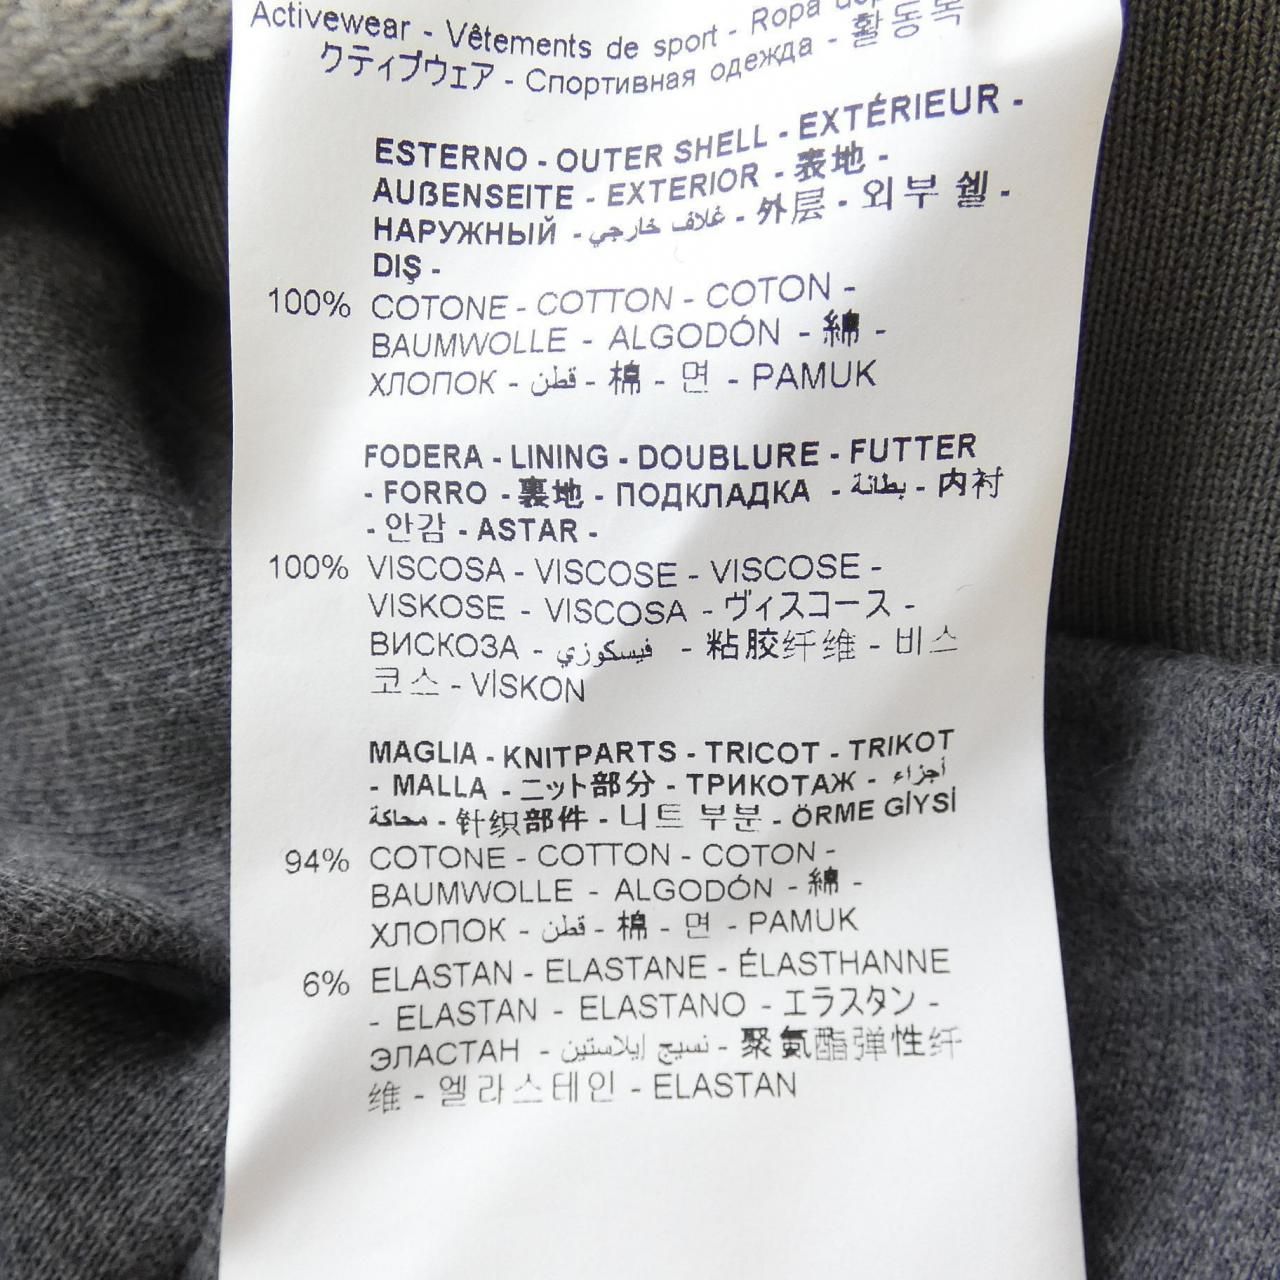 Activewear - Vêtements de sport - Ropa
クティブウェア - Спортивная одежда - 활동복
ESTERNO - OUTER SHELL - EXTÉRIEUR -
AUßENSEITE - EXTERIOR - 表地 -
НАРУЖНЫЙ - غلاف خارجي - 外层 - 외부 쉘 -
DIŞ -
100% COTONE - COTTON - COTON -
BAUMWOLLE - ALGODÓN - 綿 -
ХЛОПОК - قطن - 棉 - 면 - PAMUK
FODERA - LINING - DOUBLURE - FUTTER
- FORRO - 裏地 - ПОДКЛАДКА - بطانة - 内衬
- 안감 - ASTAR -
100% VISCOSA - VISCOSE - VISCOSE -
VISKOSE - VISCOSA - ヴィスコース -
ВИСКОЗА - فيسكوزي - 粘胶纤维 - 비스
코스 - VİSKON
MAGLIA - KNITPARTS - TRICOT - TRIKOT
- MALLA - ニット部分 - ТРИКОТАЖ - أجزاء
محاكة - 针织部件 - 니트 부분 - ÖRME GİYSİ
94% COTONE - COTTON - COTON -
BAUMWOLLE - ALGODÓN - 綿 -
ХЛОПОК - قطن - 棉 - 면 - PAMUK
6% ELASTAN - ELASTANE - ÉLASTHANNE
- ELASTAN - ELASTANO - エラスタン -
ЭЛАСТАН - نسيج إيلاستين - 聚氨酯弹性纤
维 - 엘라스테인 - ELASTAN